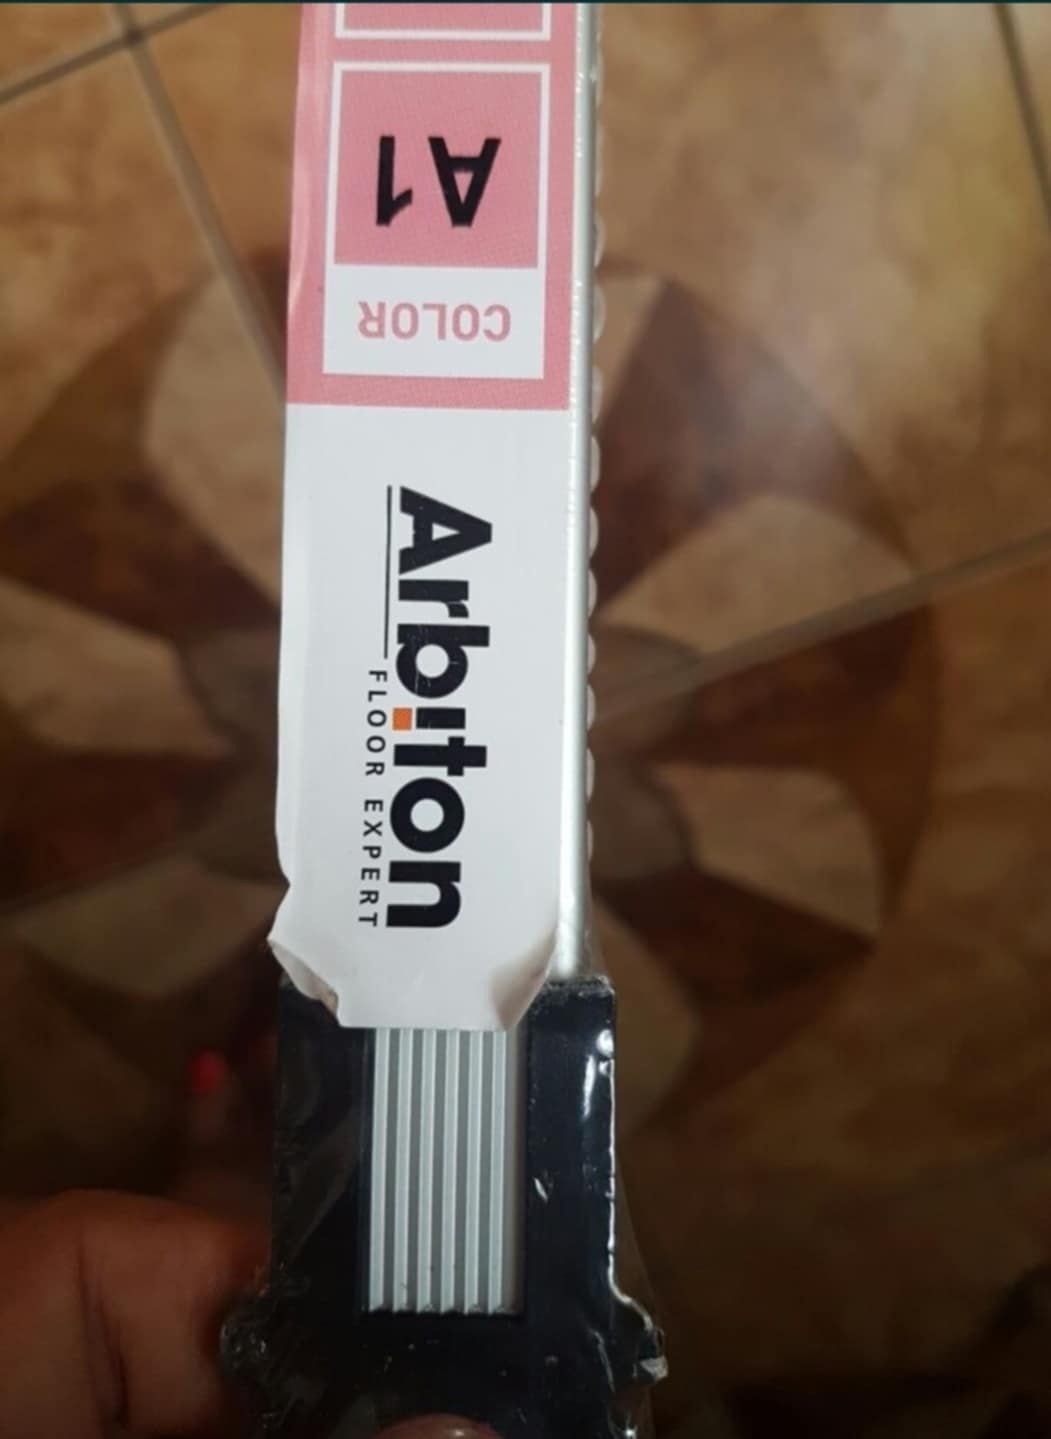 A1
COLOR
Arbiton
FLOOR EXPERT